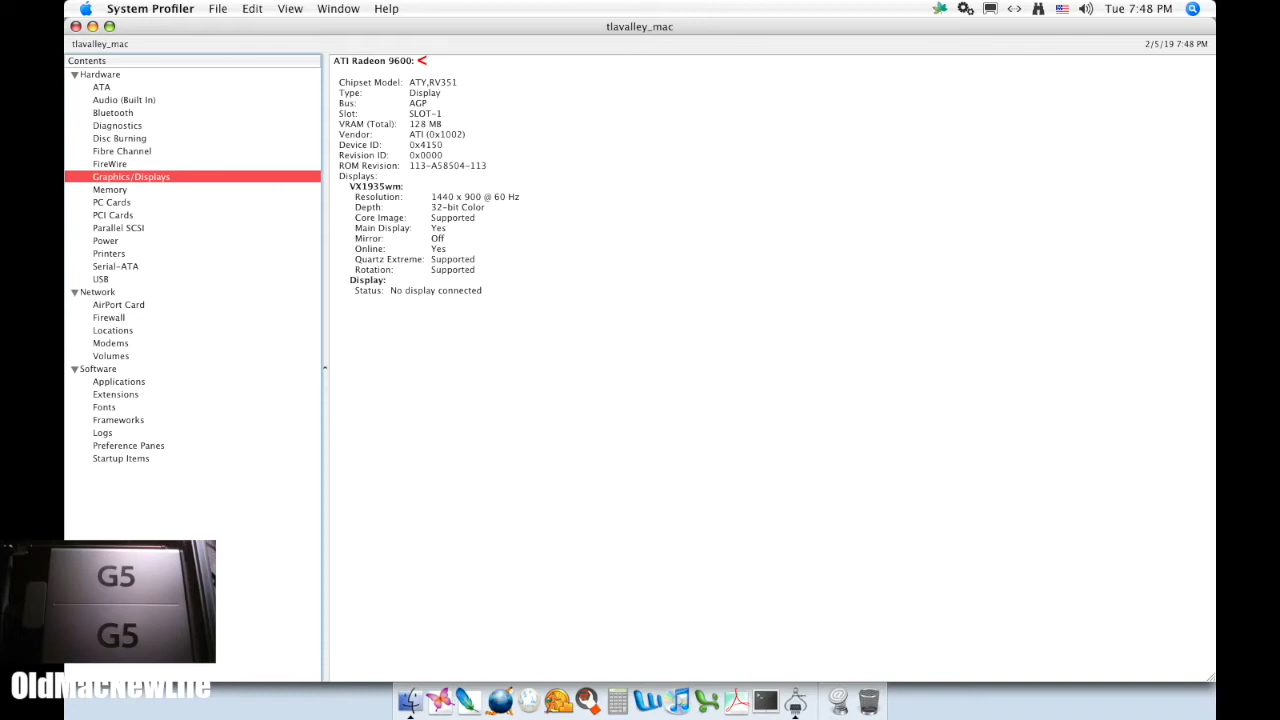 System Profiler File Edit View Window Help Tue 7:48 PM
tlavalley_mac
tlavalley_mac 2/5/19 7:48 PM
Contents
Hardware
ATA
Audio (Built In)
Bluetooth
Diagnostics
Disc Burning
Fibre Channel
FireWire
Graphics/Displays
Memory
PC Cards
PCI Cards
Parallel SCSI
Power
Printers
Serial-ATA
USB
Network
AirPort Card
Firewall
Locations
Modems
Volumes
Software
Applications
Extensions
Fonts
Frameworks
Logs
Preference Panes
Startup Items
ATI Radeon 9600: <
Chipset Model: ATY,RV351
Type: Display
Bus: AGP
Slot: SLOT-1
VRAM (Total): 128 MB
Vendor: ATI (0x1002)
Device ID: 0x4150
Revision ID: 0x0000
ROM Revision: 113-A58504-113
Displays:
VX1935wm:
Resolution: 1440 x 900 @ 60 Hz
Depth: 32-bit Color
Core Image: Supported
Main Display: Yes
Mirror: Off
Online: Yes
Quartz Extreme: Supported
Rotation: Supported
Display:
Status: No display connected
G5
G5
OldMacNewLife